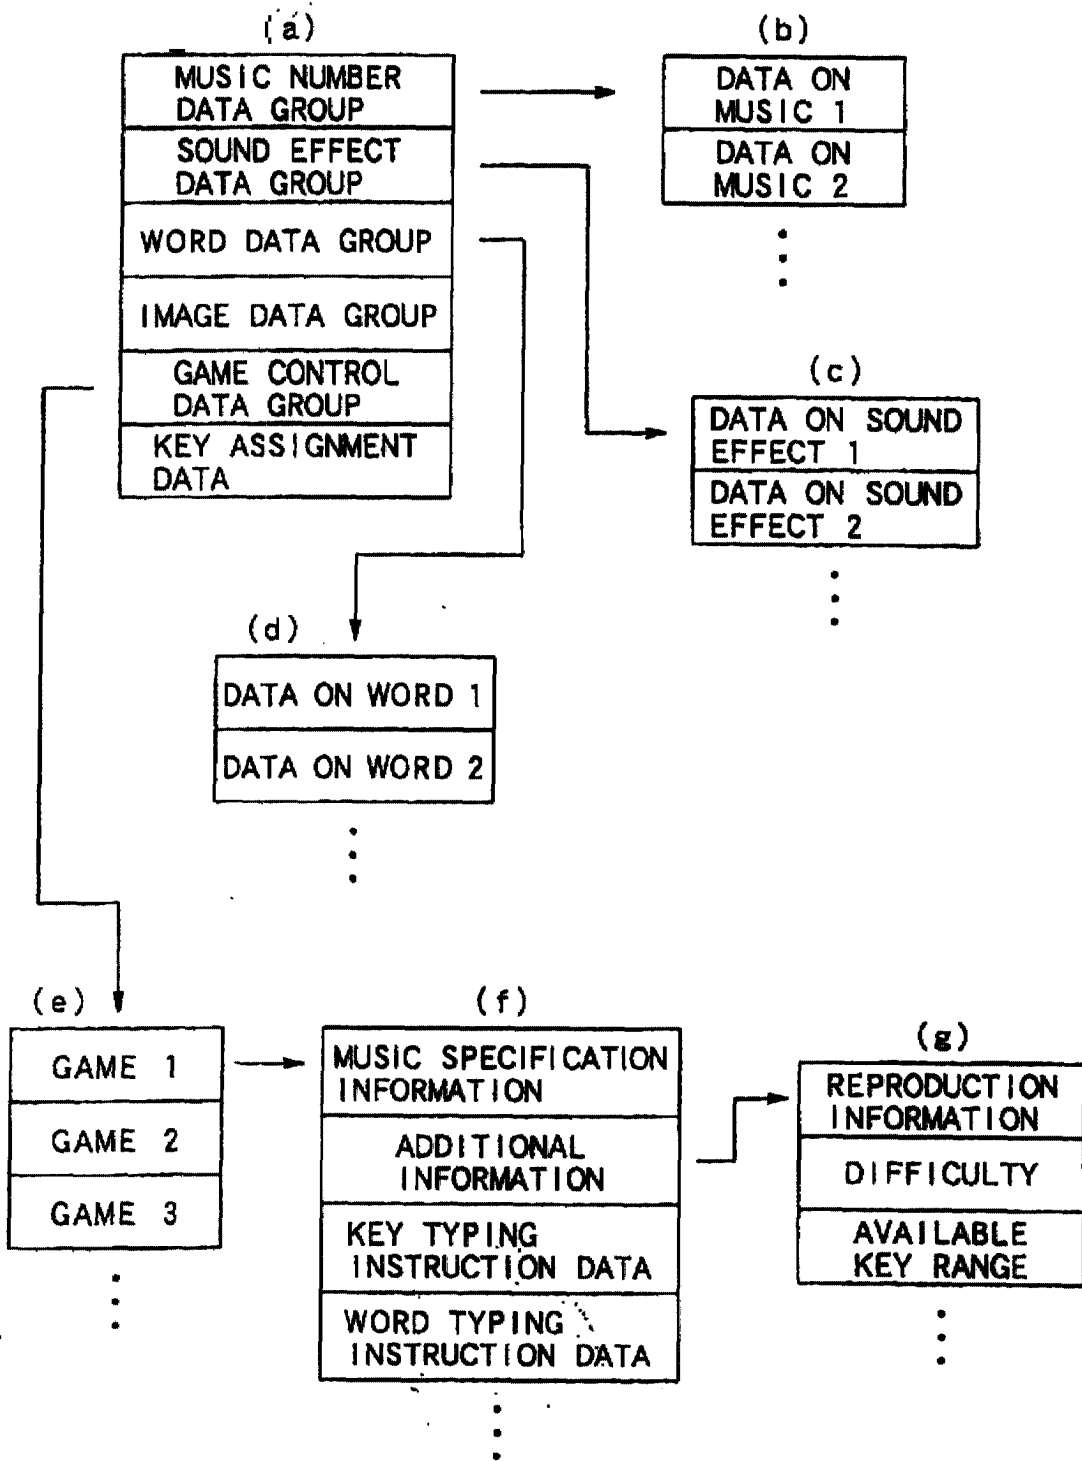 (a)
MUSIC NUMBER
DATA GROUP
SOUND EFFECT
DATA GROUP
WORD DATA GROUP
IMAGE DATA GROUP
GAME CONTROL
DATA GROUP
KEY ASSIGNMENT
DATA
(b)
DATA ON
MUSIC 1
DATA ON
MUSIC 2
(c)
DATA ON SOUND
EFFECT 1
DATA ON SOUND
EFFECT 2
(d)
DATA ON WORD 1
DATA ON WORD 2
(e)
GAME 1
GAME 2
GAME 3
(f)
MUSIC SPECIFICATION
INFORMATION
ADDITIONAL
INFORMATION
KEY TYPING
INSTRUCTION DATA
WORD TYPING
INSTRUCTION DATA
(g)
REPRODUCTION
INFORMATION
DIFFICULTY
AVAILABLE
KEY RANGE